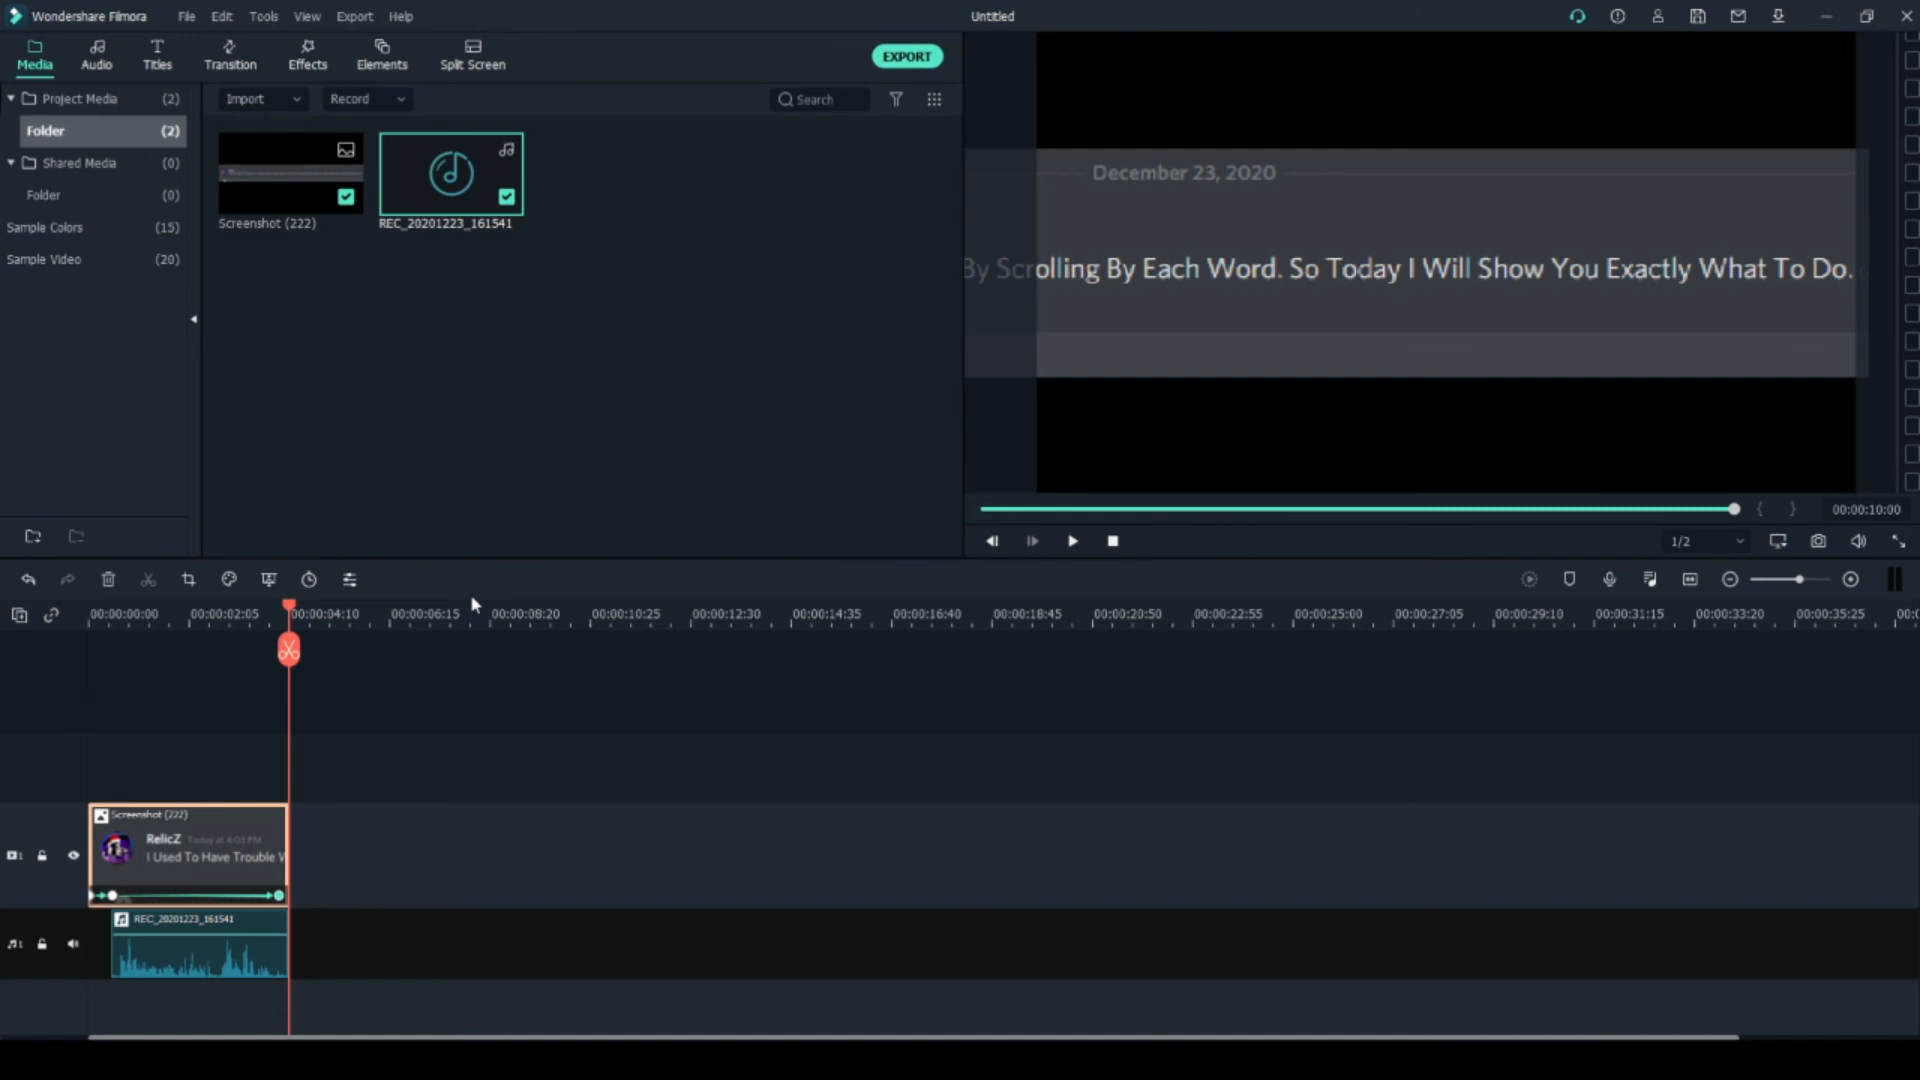 Wondershare Filmora File Edit Tools View Export Help Untitled
Media Audio Titles Transition Effects Elements Split Screen EXPORT
Project Media (2) Import Record Search
Folder (2)
Shared Media (0)
Folder (0)
Sample Colors (15)
Sample Video (20)
Screenshot (222) REC_20201223_161541
December 23, 2020
By Scrolling By Each Word. So Today I Will Show You Exactly What To Do.
00:00:10:00
1/2
00:00:00:00 00:00:02:05 00:00:04:10 00:00:06:15 00:00:08:20 00:00:10:25 00:00:12:30 00:00:14:35 00:00:16:40 00:00:18:45 00:00:20:50 00:00:22:55 00:00:25:00 00:00:27:05 00:00:29:10 00:00:31:15 00:00:33:20 00:00:35:25
Screenshot (222)
RelicZ Today at 4:03 PM
1 I Used To Have Trouble
REC_20201223_161541
1